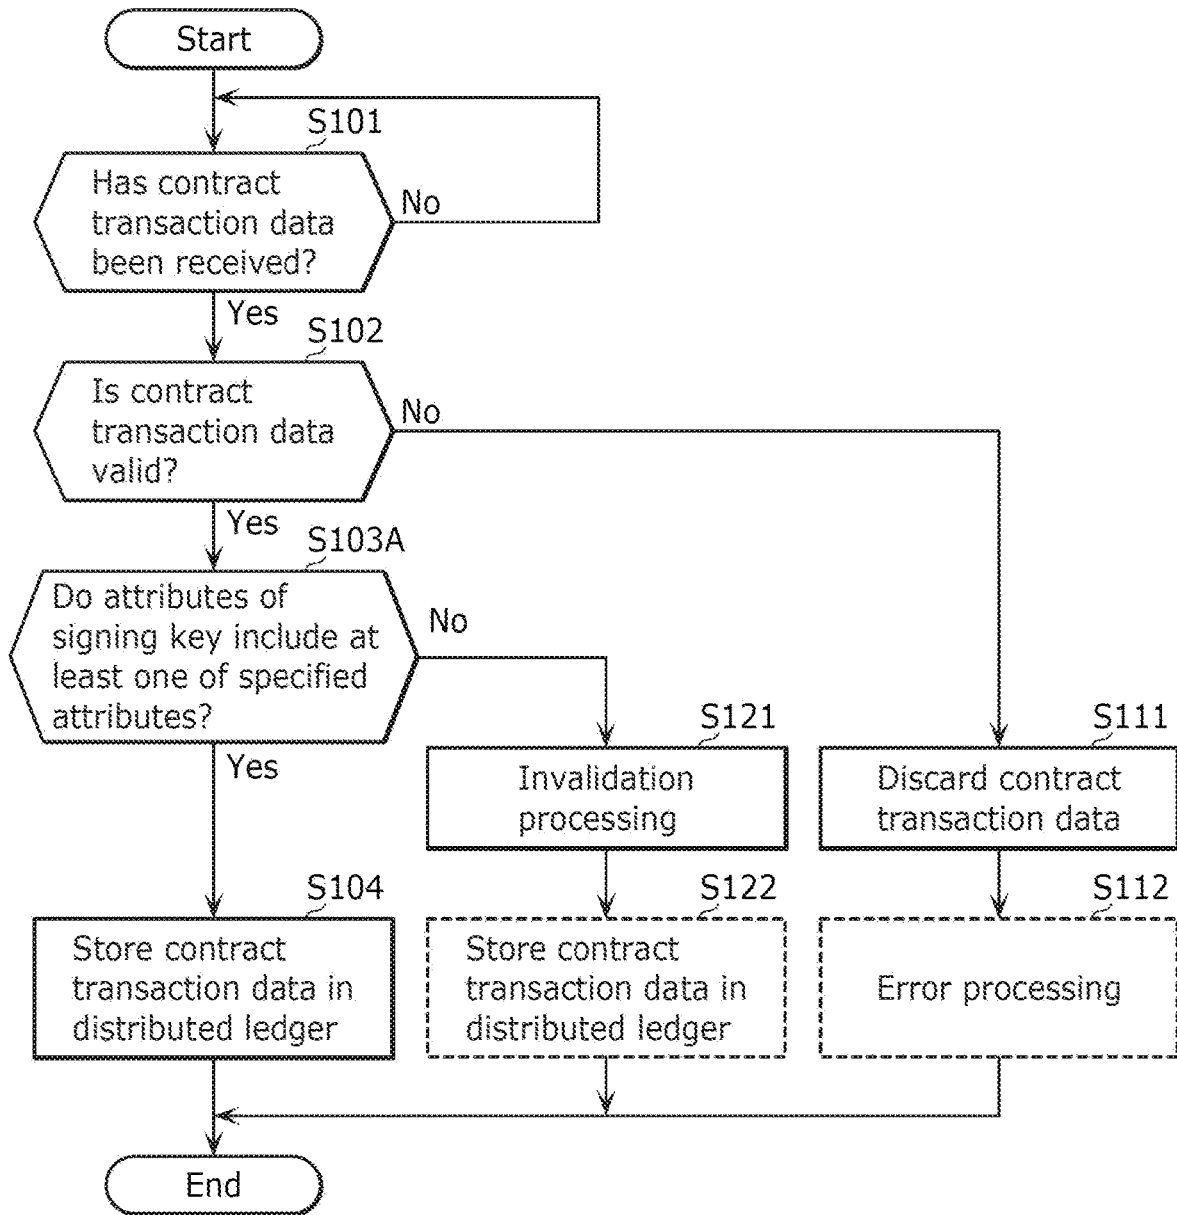 Start
S101
Has contract
transaction data
been received?
No
Yes
S102
Is contract
transaction data
valid?
No
Yes
S103A
Do attributes of
signing key include at
least one of specified
attributes?
No
Yes
S121
Invalidation
processing
S111
Discard contract
transaction data
S104
Store contract
transaction data in
distributed ledger
S122
Store contract
transaction data in
distributed ledger
S112
Error processing
End